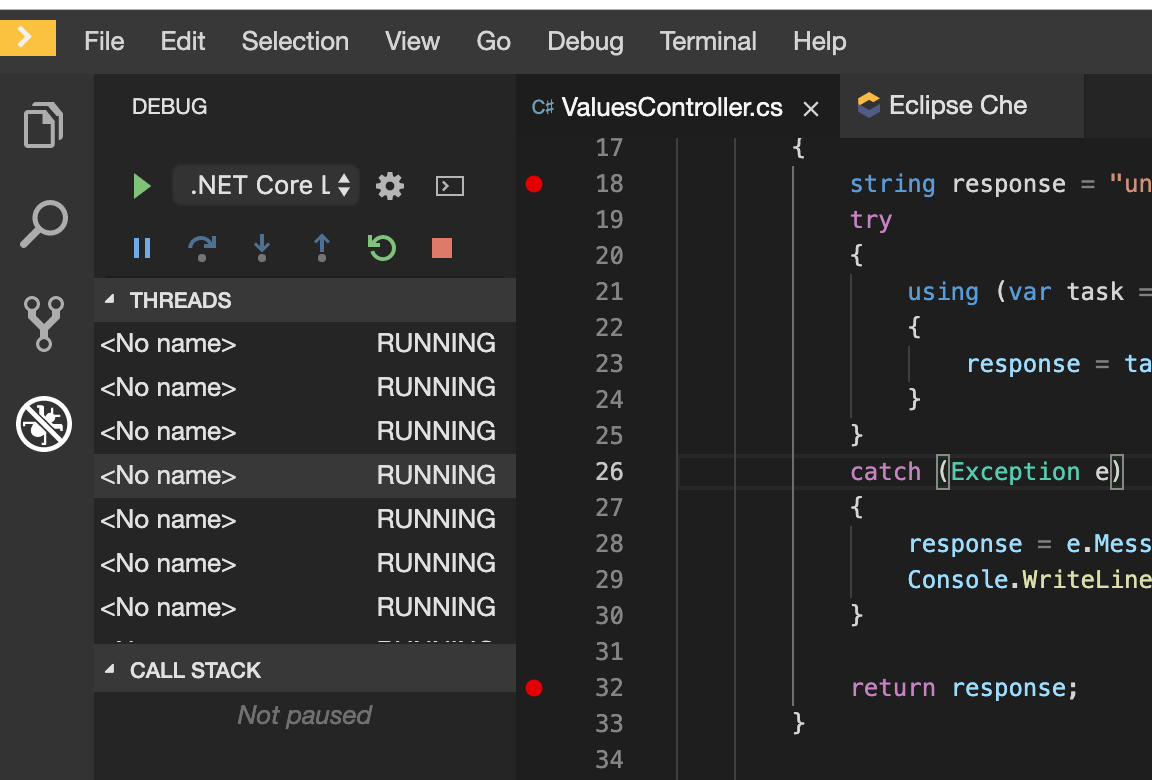 File Edit Selection View Go Debug Terminal Help
DEBUG
.NET Core L
THREADS
<No name> RUNNING
<No name> RUNNING
<No name> RUNNING
<No name> RUNNING
<No name> RUNNING
<No name> RUNNING
<No name> RUNNING
CALL STACK
Not paused
C# ValuesController.cs × Eclipse Che
17 {
18 string response = "un
19 try
20 {
21 using (var task =
22 {
23 response = ta
24 }
25 }
26 catch (Exception e)
27 {
28 response = e.Mess
29 Console.WriteLine
30 }
31
32 return response;
33 }
34